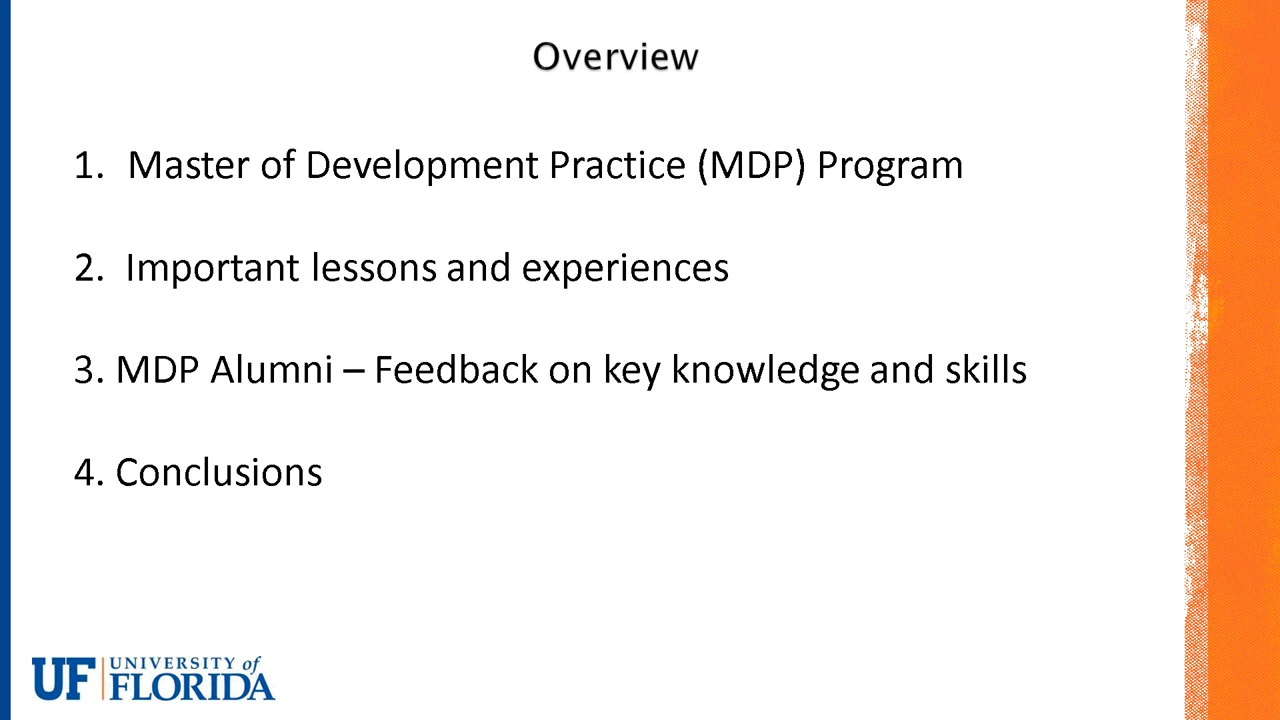 Overview
1. Master of Development Practice (MDP) Program
2. Important lessons and experiences
3. MDP Alumni – Feedback on key knowledge and skills
4. Conclusions
UF UNIVERSITY of
FLORIDA